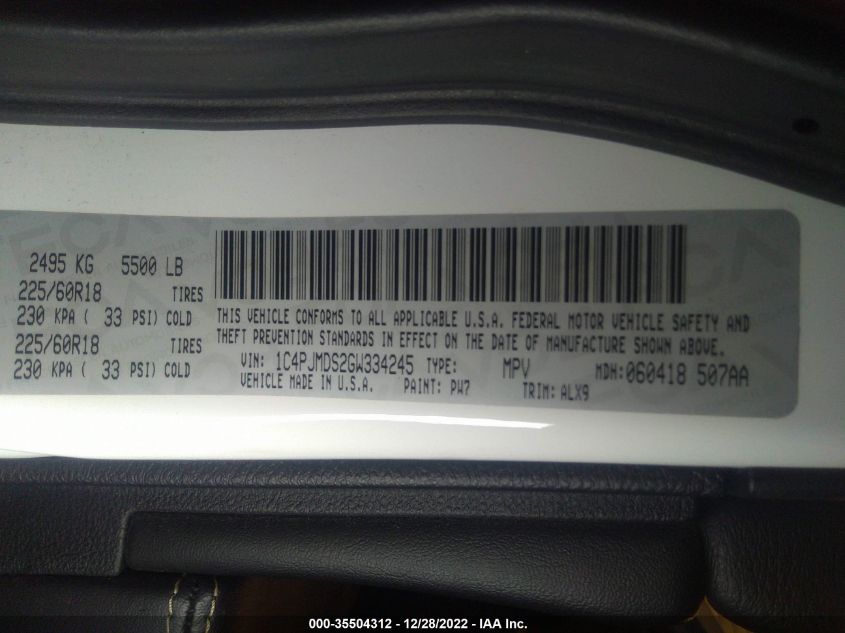 2495 KG 5500 LB
225/60R18 TIRES
230 KPA ( 33 PSI) COLD
225/60R18 TIRES
230 KPA ( 33 PSI) COLD
THIS VEHICLE CONFORMS TO ALL APPLICABLE U.S.A. FEDERAL MOTOR VEHICLE SAFETY AND
THEFT PREVENTION STANDARDS IN EFFECT ON THE DATE OF MANUFACTURE SHOWN ABOVE.
VIN: 1C4PJMDS2GW334245 TYPE: MPV MDH:060418 507AA
VEHICLE MADE IN U.S.A. PAINT: PW7 TRIM: ALX9
000-35504312 - 12/28/2022 - IAA Inc.